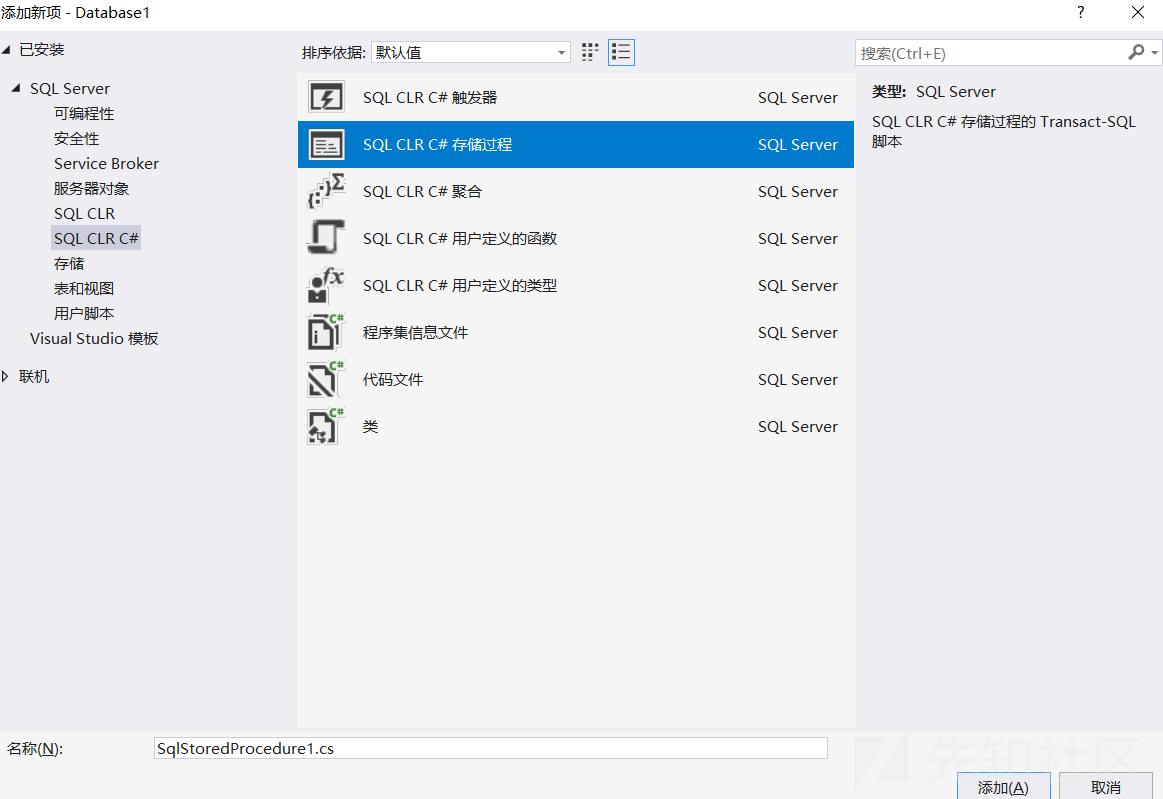 添加新项 - Database1
?
已安装
SQL Server
可编程性
安全性
Service Broker
服务器对象
SQL CLR
SQL CLR C#
存储
表和视图
用户脚本
Visual Studio 模板
联机
排序依据: 默认值
SQL CLR C# 触发器 SQL Server
SQL CLR C# 存储过程 SQL Server
SQL CLR C# 聚合 SQL Server
SQL CLR C# 用户定义的函数 SQL Server
SQL CLR C# 用户定义的类型 SQL Server
程序集信息文件 SQL Server
代码文件 SQL Server
类 SQL Server
搜索(Ctrl+E)
类型: SQL Server
SQL CLR C# 存储过程的 Transact-SQL
脚本
名称(N): SqlStoredProcedure1.cs
先知社区
添加(A) 取消